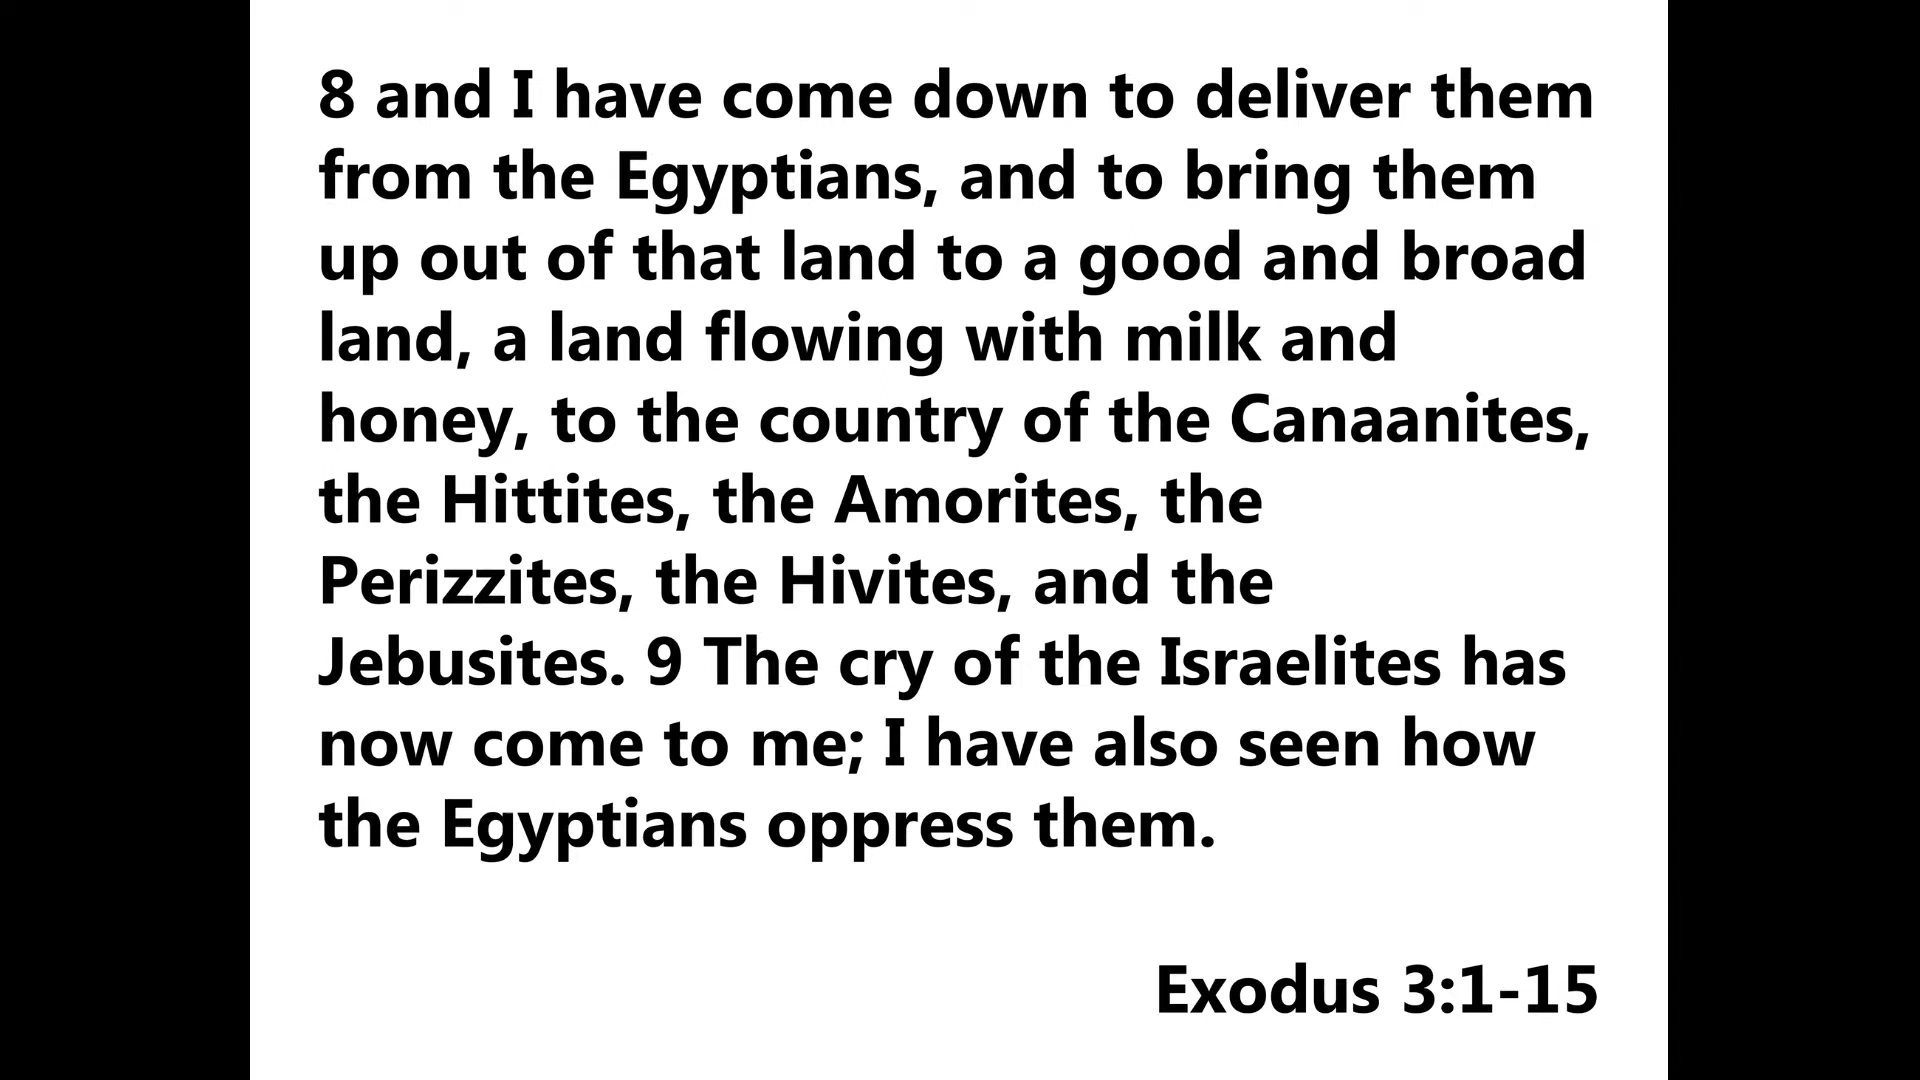 8 and I have come down to deliver them
from the Egyptians, and to bring them
up out of that land to a good and broad
land, a land flowing with milk and
honey, to the country of the Canaanites,
the Hittites, the Amorites, the
Perizzites, the Hivites, and the
Jebusites. 9 The cry of the Israelites has
now come to me; I have also seen how
the Egyptians oppress them.
Exodus 3:1-15